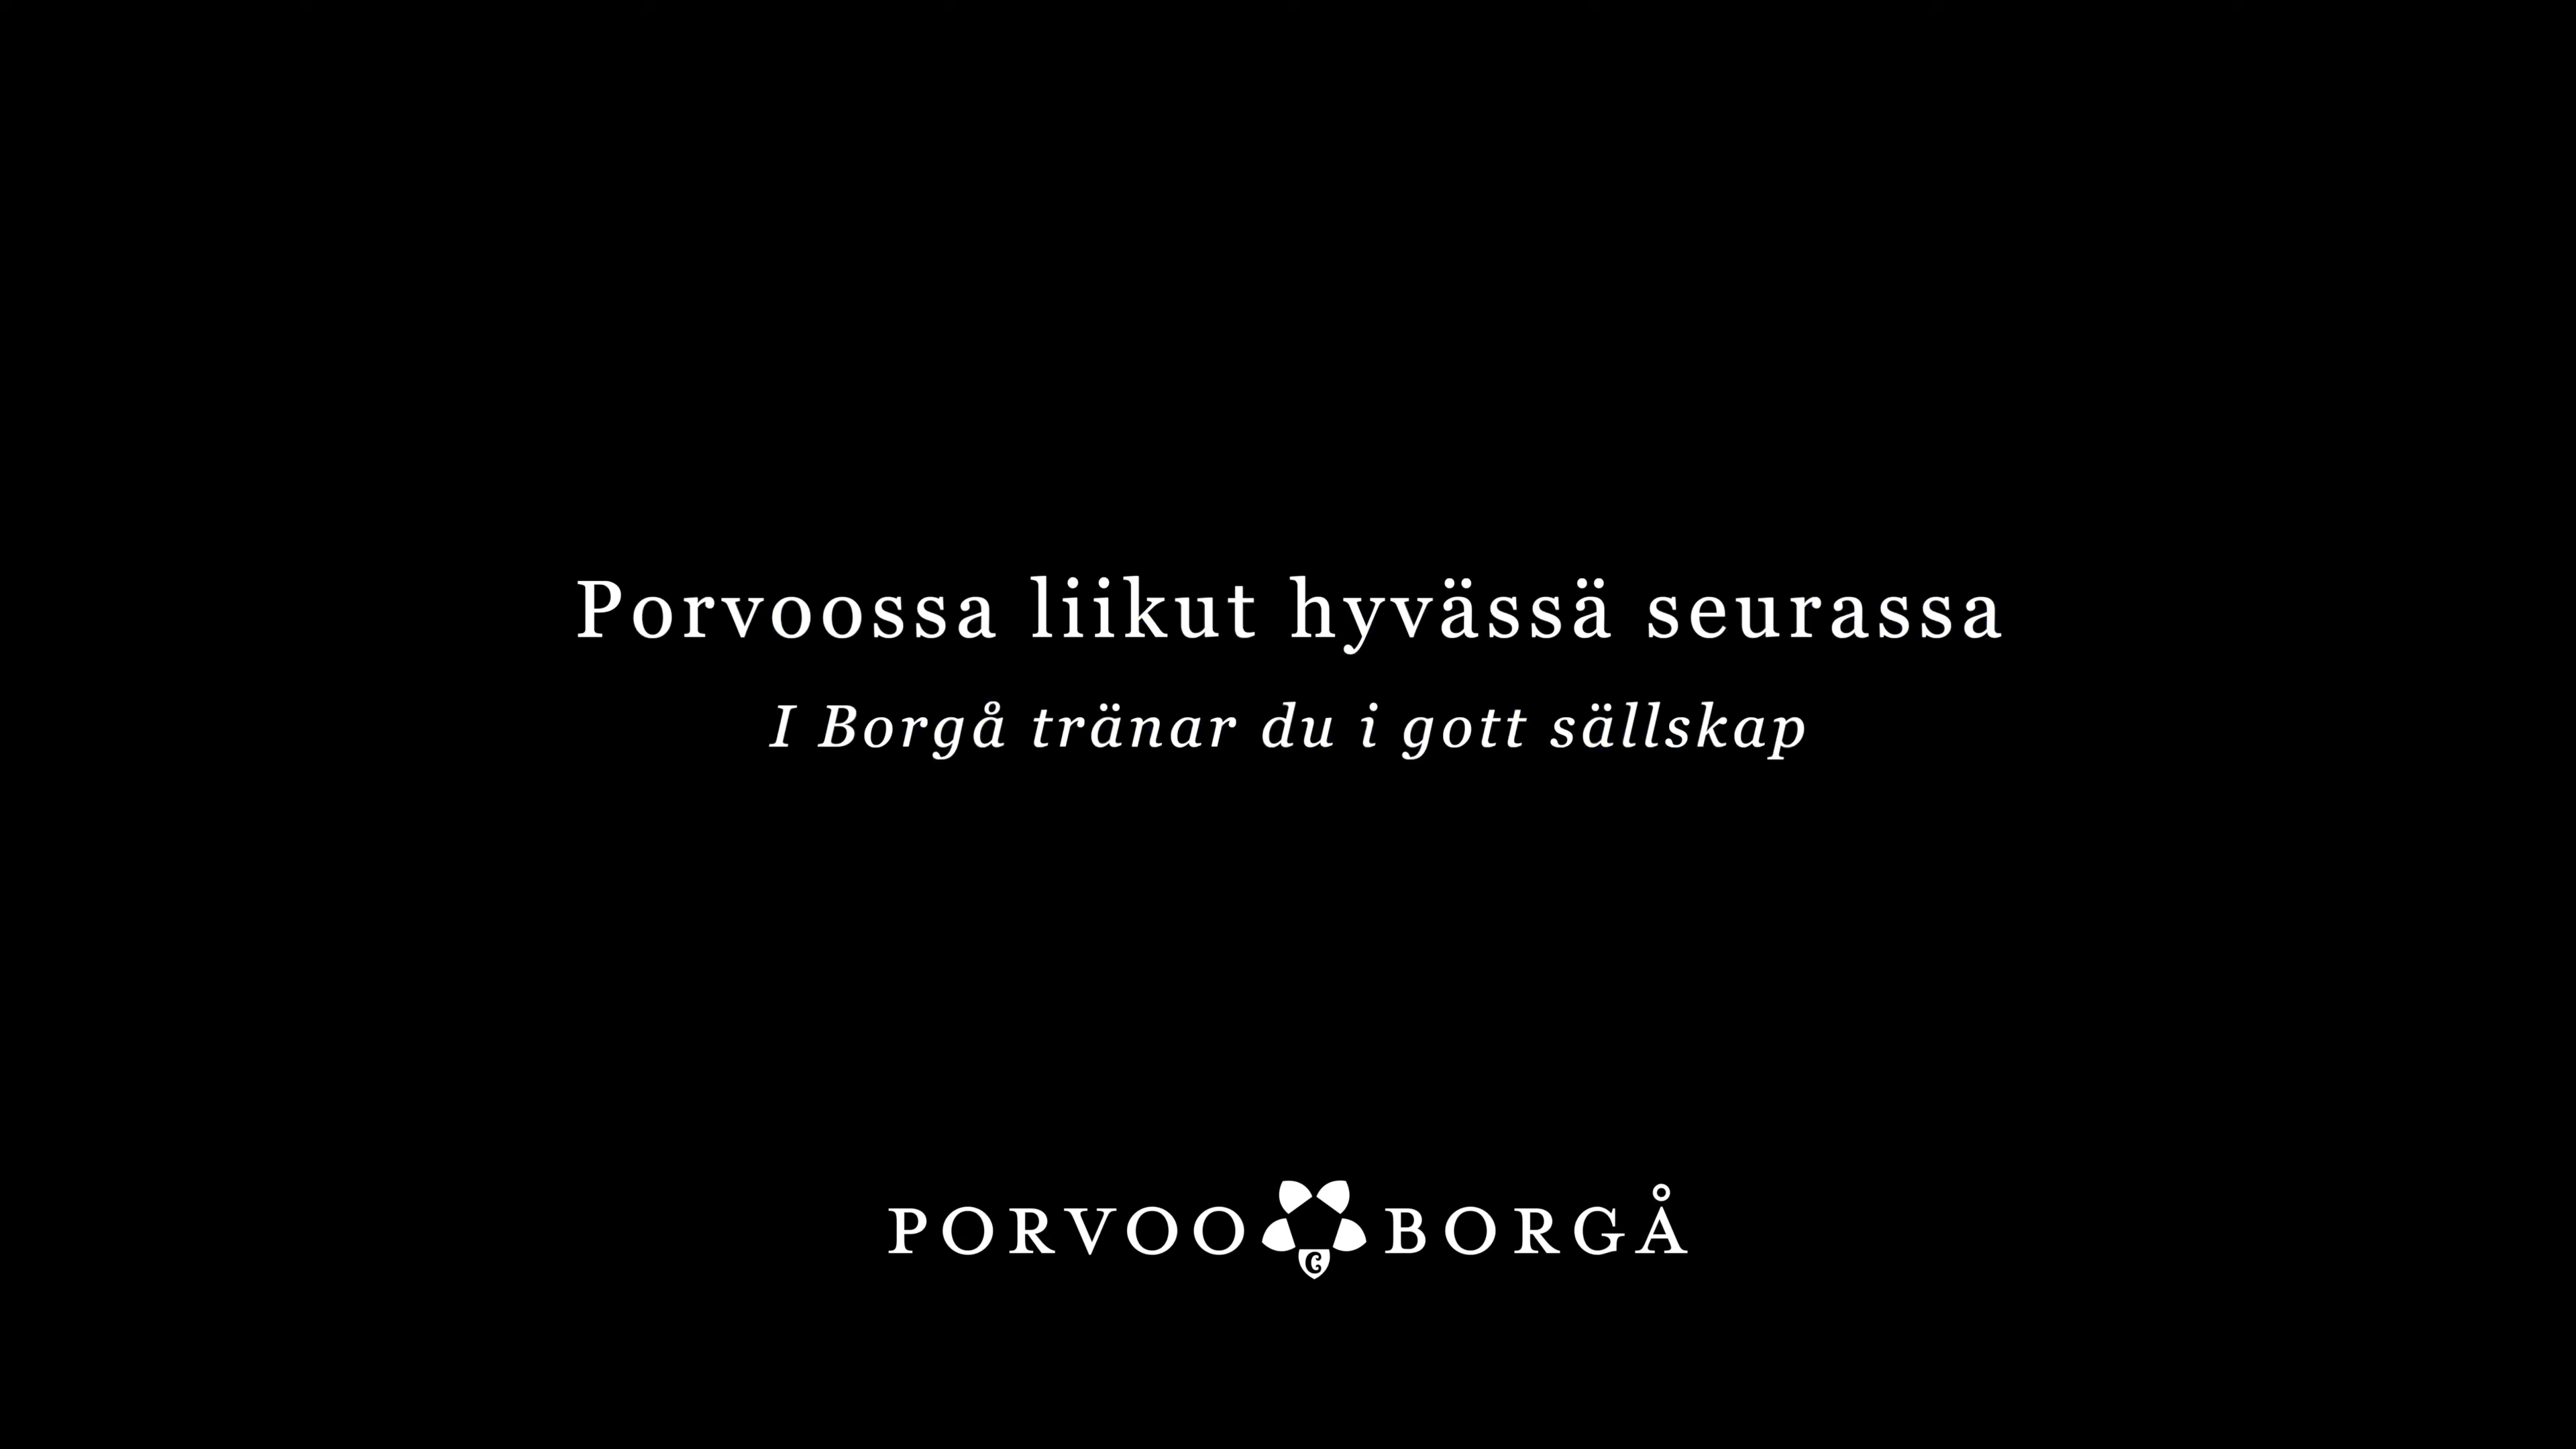 Porvoossa liikut hyvässä seurassa
I Borgå tränar du i gott sällskap
PORVOO C BORGÅ